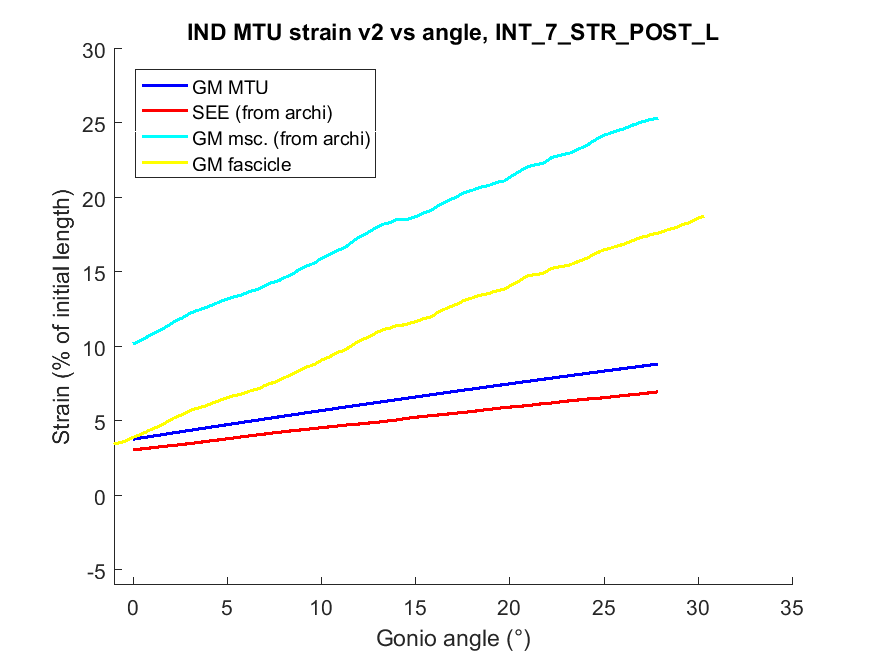 IND MTU strain v2 vs angle, INT_7_STR_POST_L
30
25
20
15
10
5
0
-5
Strain (% of initial length)
GM MTU
SEE (from archi)
GM msc. (from archi)
GM fascicle
0 5 10 15 20 25 30 35
Gonio angle (°)